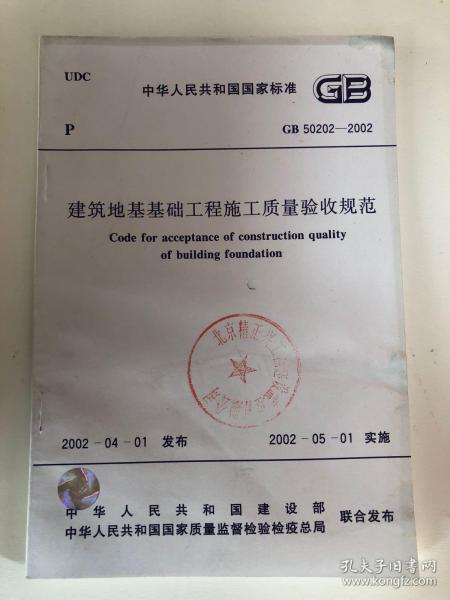 UDC
中华人民共和国国家标准 GB
P
GB 50202—2002
建筑地基基础工程施工质量验收规范
Code for acceptance of construction quality
of building foundation
2002－04－01 发布
2002－05－01 实施
中华人民共和国建设部
中华人民共和国国家质量监督检验检疫总局
联合发布
孔夫子旧书网
www.kongfz.com